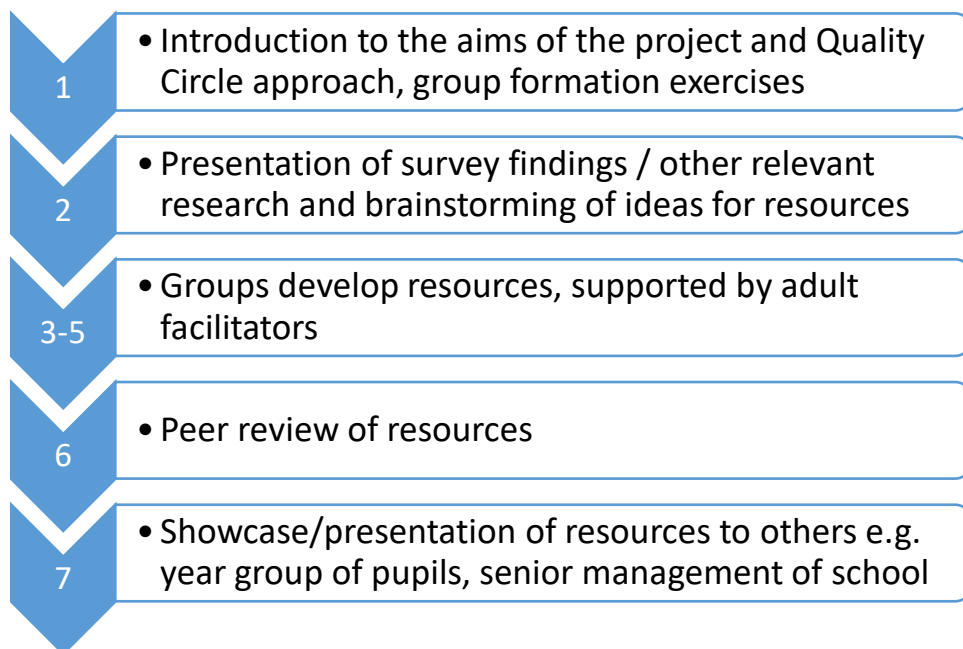 1
• Introduction to the aims of the project and Quality
Circle approach, group formation exercises
2
• Presentation of survey findings / other relevant
research and brainstorming of ideas for resources
3-5
• Groups develop resources, supported by adult
facilitators
6
• Peer review of resources
7
• Showcase/presentation of resources to others e.g.
year group of pupils, senior management of school